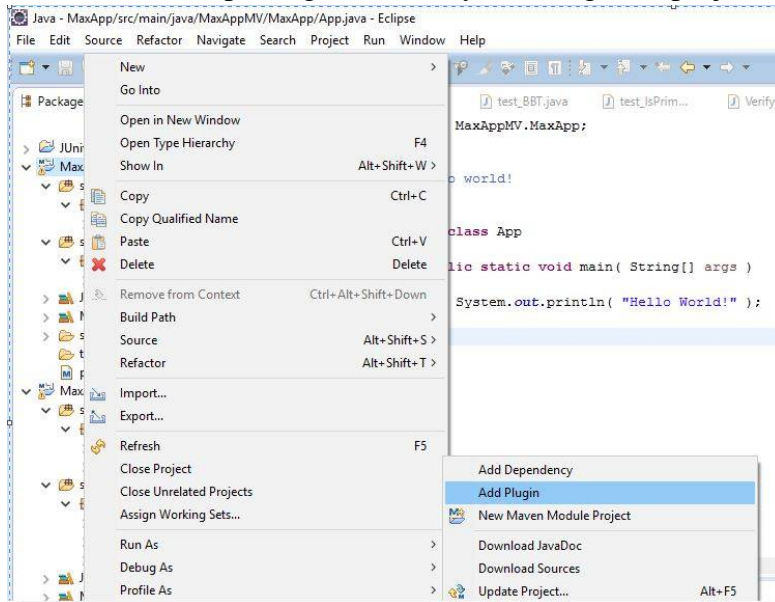 Java - MaxApp/src/main/java/MaxAppMV/MaxApp/App.java - Eclipse
File Edit Source Refactor Navigate Search Project Run Window Help
Package
test_BBT.java test_IsPrim... Verify
JUni
Max
s
s
J
s
t
p
Max
s
s
J
New >
Go Into
Open in New Window
Open Type Hierarchy F4
Show In Alt+Shift+W >
Copy Ctrl+C
Copy Qualified Name
Paste Ctrl+V
Delete Delete
Remove from Context Ctrl+Alt+Shift+Down
Build Path >
Source Alt+Shift+S >
Refactor Alt+Shift+T >
Import...
Export...
Refresh F5
Close Project
Close Unrelated Projects
Assign Working Sets...
Run As >
Debug As >
Profile As >
MaxAppMV.MaxApp;
o world!
class App
lic static void main( String[] args )
System.out.println( "Hello World!" );
Add Dependency
Add Plugin
New Maven Module Project
Download JavaDoc
Download Sources
Update Project... Alt+F5